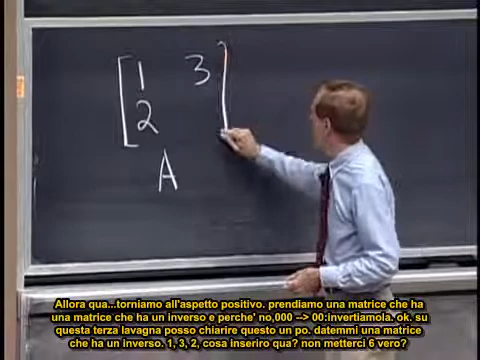 1 3
2
A
Allora qua...torniamo all'aspetto positivo. prendiamo una matrice che ha
una matrice che ha un inverso e perche' no,000 --> 00:invertiamola. ok. su
questa terza lavagna posso chiarire questo un po. datemmi una matrice
che ha un inverso. 1, 3, 2, cosa inseriro qua? non metterci 6 vero?